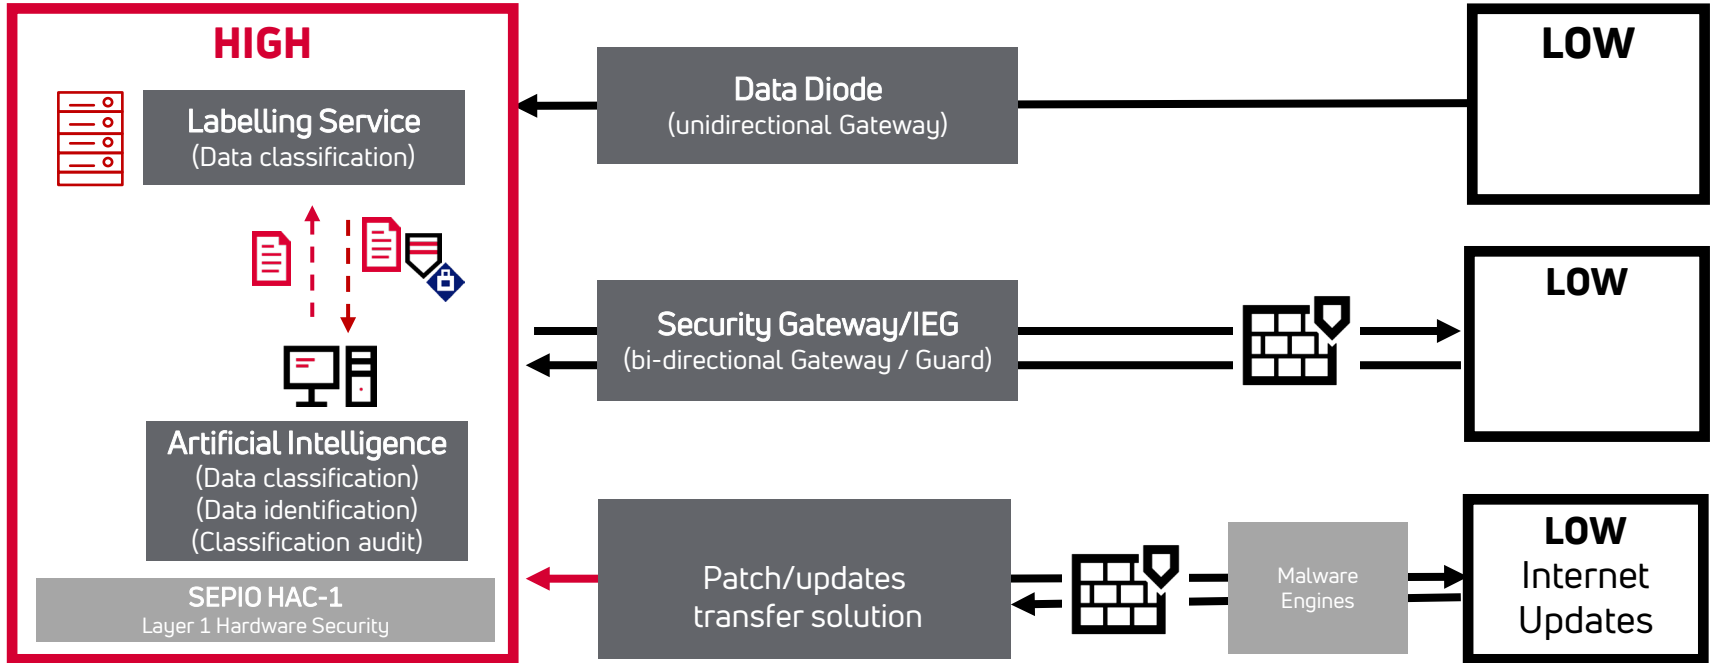 HIGH
Labelling Service
(Data classification)
Artificial Intelligence
(Data classification)
(Data identification)
(Classification audit)
SEPIO HAC-1
Layer 1 Hardware Security
Data Diode
(unidirectional Gateway)
LOW
Security Gateway/IEG
(bi-directional Gateway / Guard)
LOW
Patch/updates
transfer solution
Malware
Engines
LOW
Internet
Updates